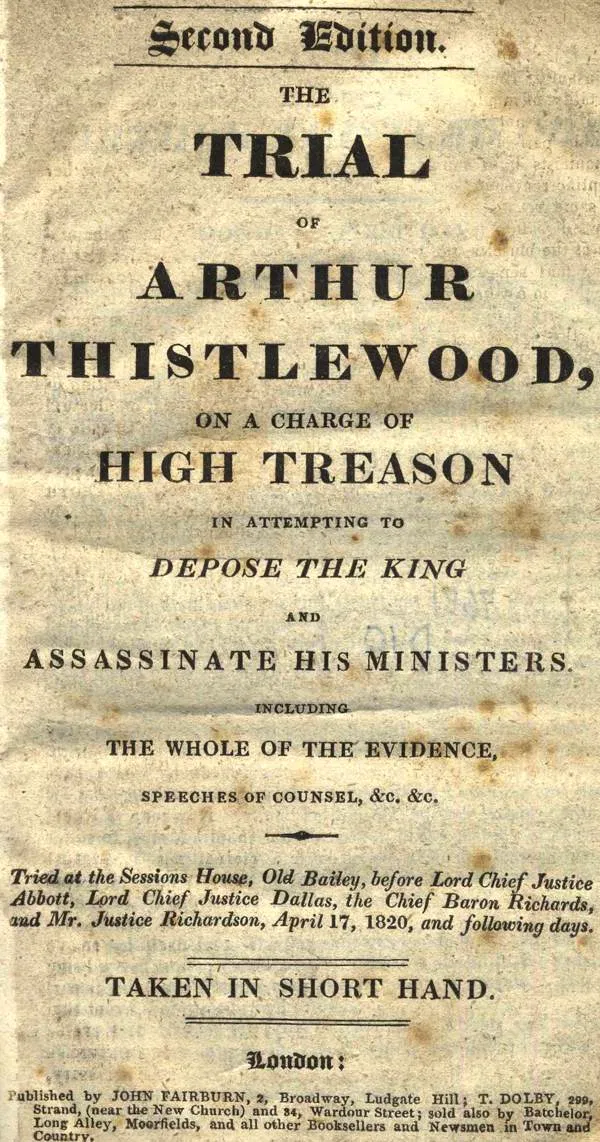 Second Edition.
THE
TRIAL
OF
ARTHUR
THISTLEWOOD,
ON A CHARGE OF
HIGH TREASON
IN ATTEMPTING TO
DEPOSE THE KING
AND
ASSASSINATE HIS MINISTERS.
INCLUDING
THE WHOLE OF THE EVIDENCE,
SPEECHES OF COUNSEL, &c. &c.
Tried at the Sessions House, Old Bailey, before Lord Chief Justice
Abbott, Lord Chief Justice Dallas, the Chief Baron Richards,
and Mr. Justice Richardson, April 17, 1820, and following days.
TAKEN IN SHORT HAND.
London:
Published by JOHN FAIRBURN, 2, Broadway, Ludgate Hill; T. DOLBY, 299,
Strand, (near the New Church) and 34, Wardour Street; sold also by Batchelor,
Long Alley, Moorfields, and all other Booksellers and Newsmen in Town and
Country.